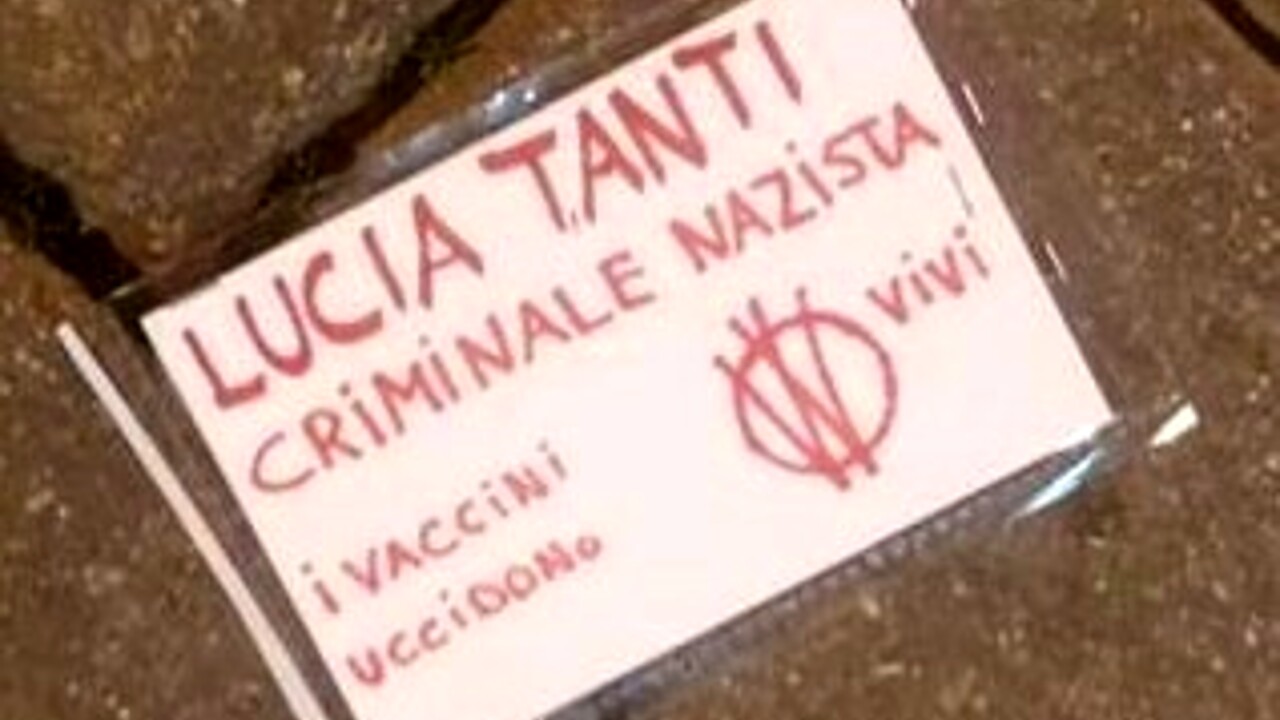 LUCIA TANTI
CRiMiNALE NAZiSTA
VIVI
i VACCiNi
UCCiDONO